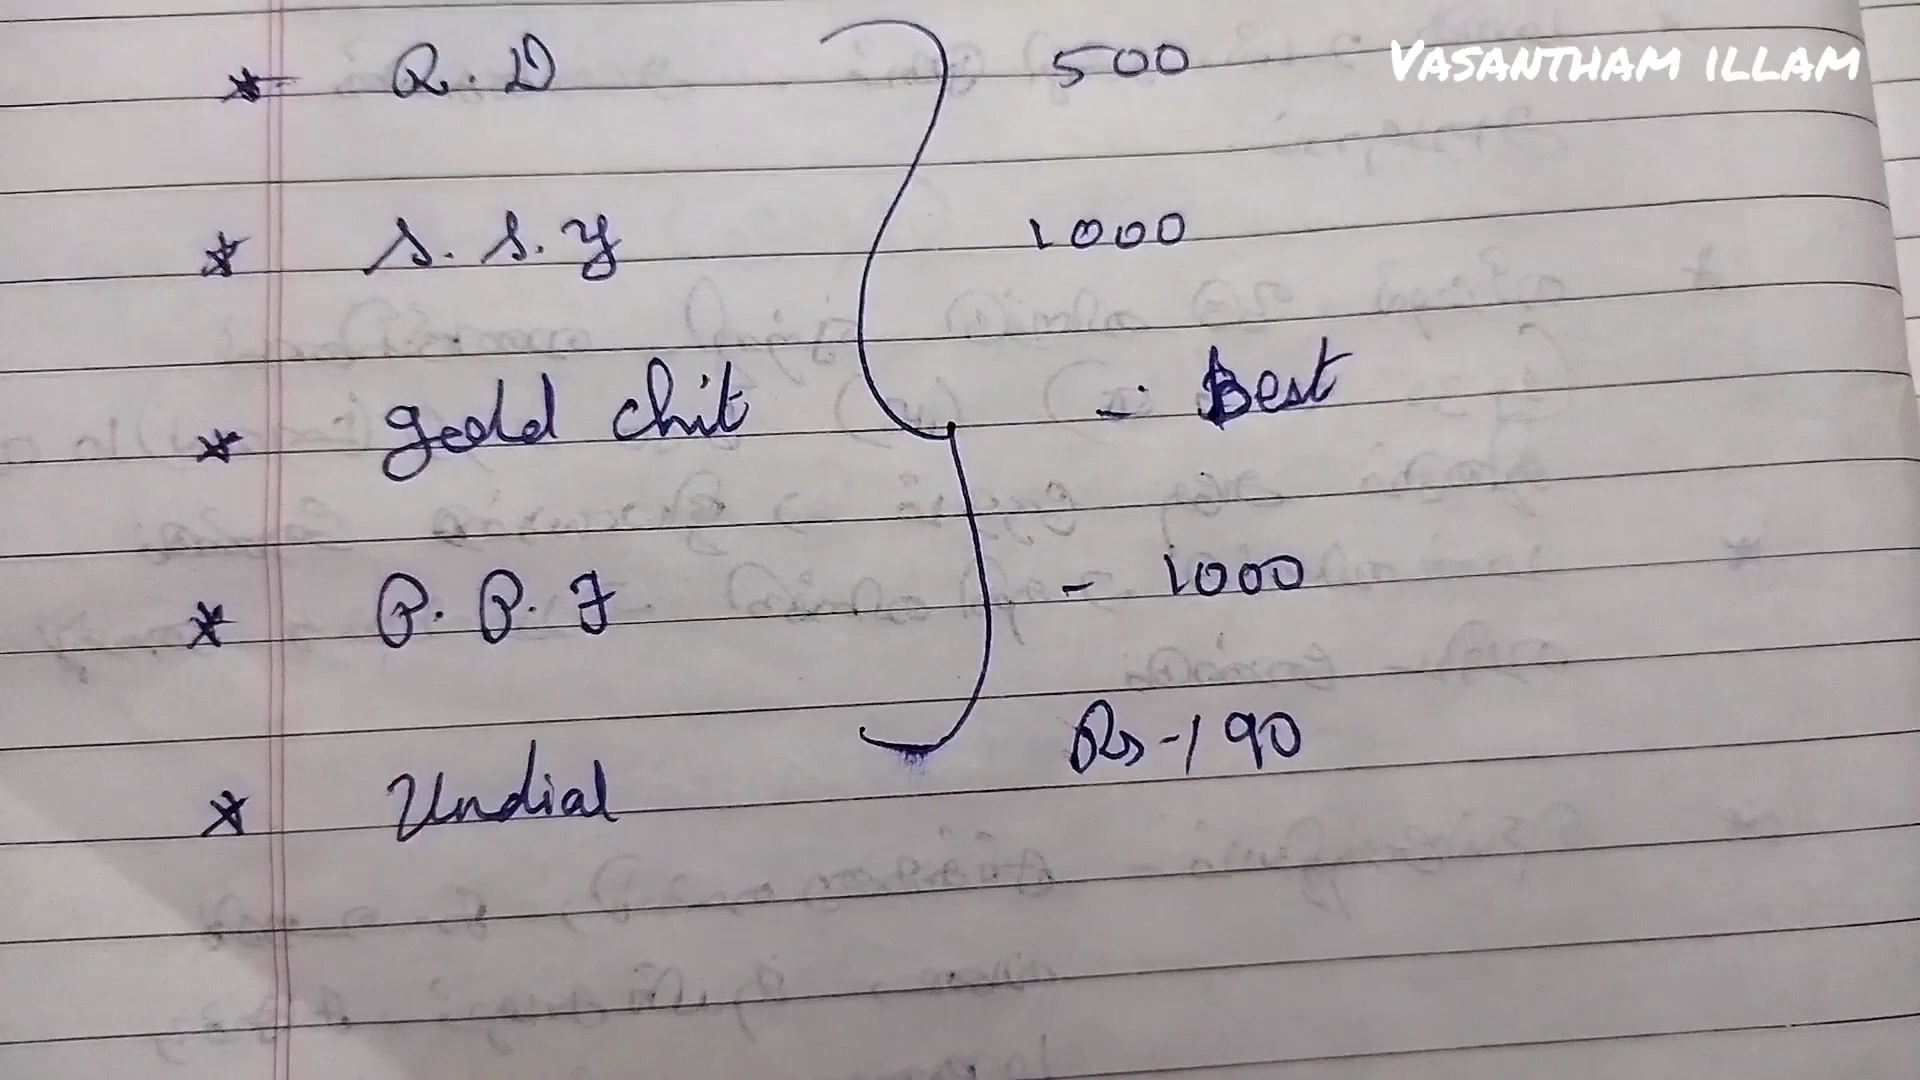 VASANTHAM ILLAM
* R.D 500
* S.S.Y 1000
* gold chit - Best
* P.P.F - 1000
* Undial Rs-190